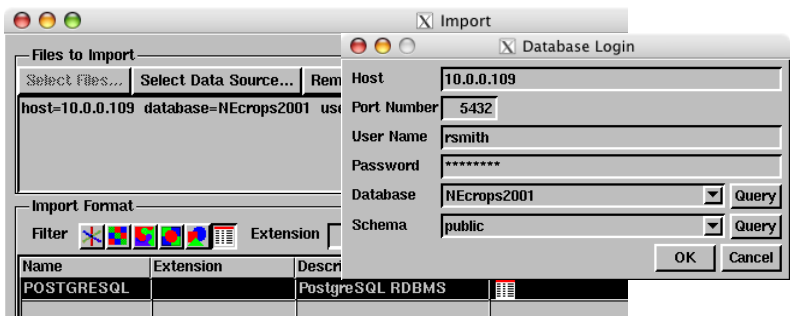 Import
Files to Import
Select Files... Select Data Source... Rem
host=10.0.0.109 database=NEcrops2001 use
Import Format
Filter Extension
Name Extension Descri
POSTGRESQL PostgreSQL RDBMS
Database Login
Host 10.0.0.109
Port Number 5432
User Name rsmith
Password ********
Database NEcrops2001 Query
Schema public Query
OK Cancel